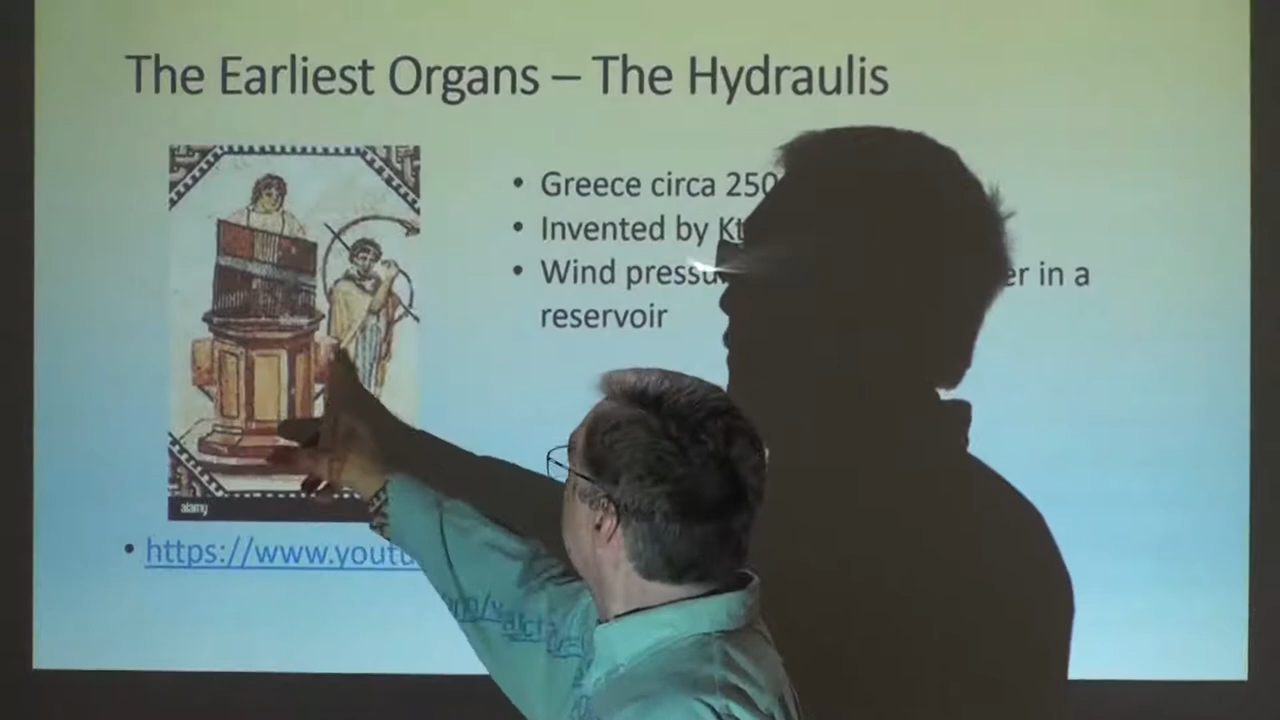 The Earliest Organs – The Hydraulis
• Greece circa 250
• Invented by Kt
• Wind pressu er in a
reservoir
alamy
• https://www.youtu